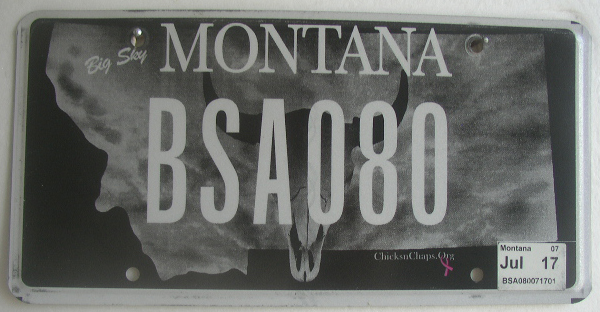 Big Sky MONTANA
BSA080
ChicksnChaps.Org
Montana 07
Jul 17
BSA080071701